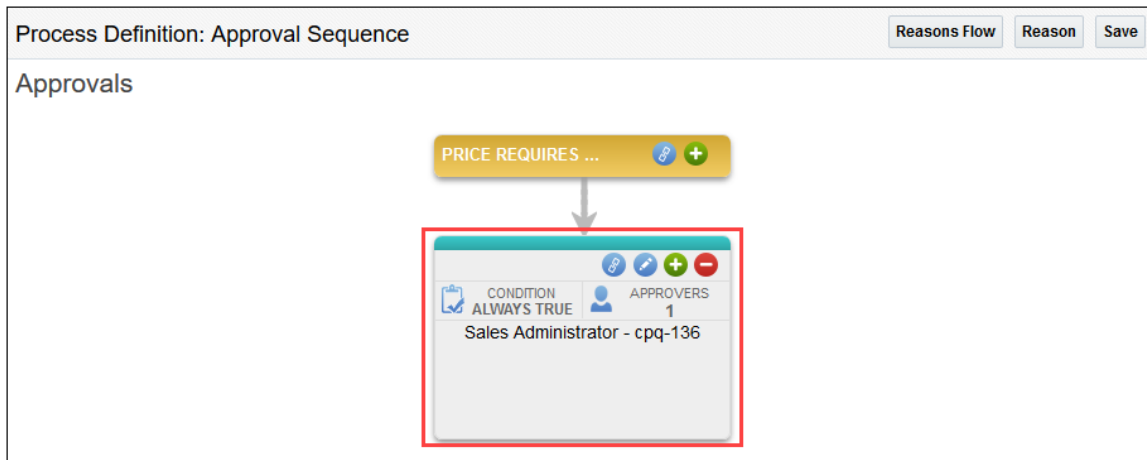 Process Definition: Approval Sequence
Reasons Flow
Reason
Save
Approvals
PRICE REQUIRES ...
CONDITION
ALWAYS TRUE
APPROVERS
1
Sales Administrator - cpq-136